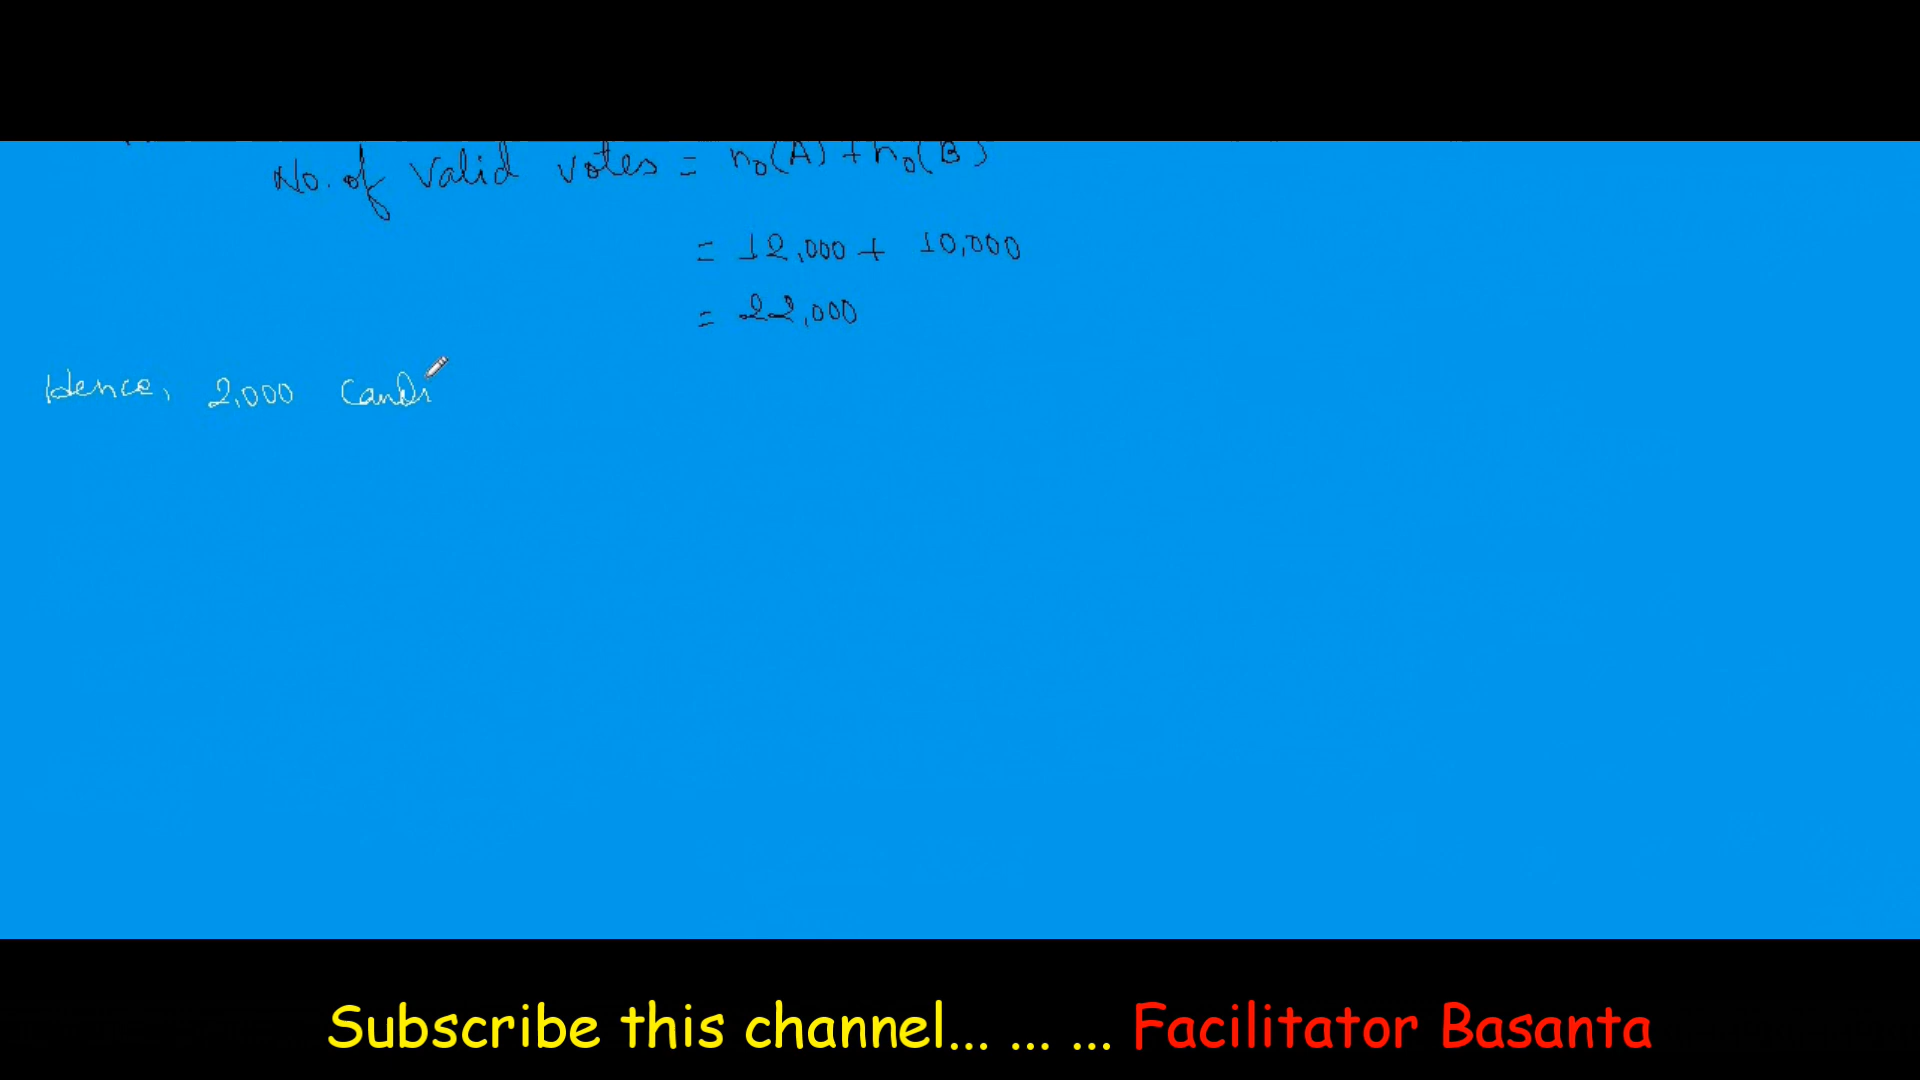 No. of valid votes = n₀(A) + n₀(B)
= 12,000 + 10,000
= 22,000
Hence, 2,000 candi
Subscribe this channel... ... ... Facilitator Basanta